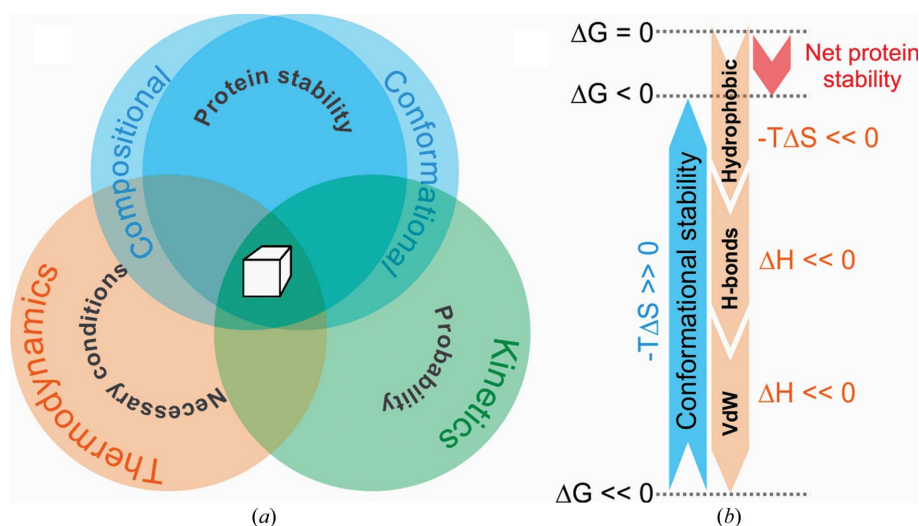 Compositional
Conformational
Protein stability
Thermodynamics
Necessary conditions
Probability
Kinetics
(a)
ΔG = 0
ΔG < 0
ΔG << 0
-TΔS >> 0
Conformational stability
Hydrophobic
H-bonds
VdW
Net protein
stability
-TΔS << 0
ΔH << 0
ΔH << 0
(b)